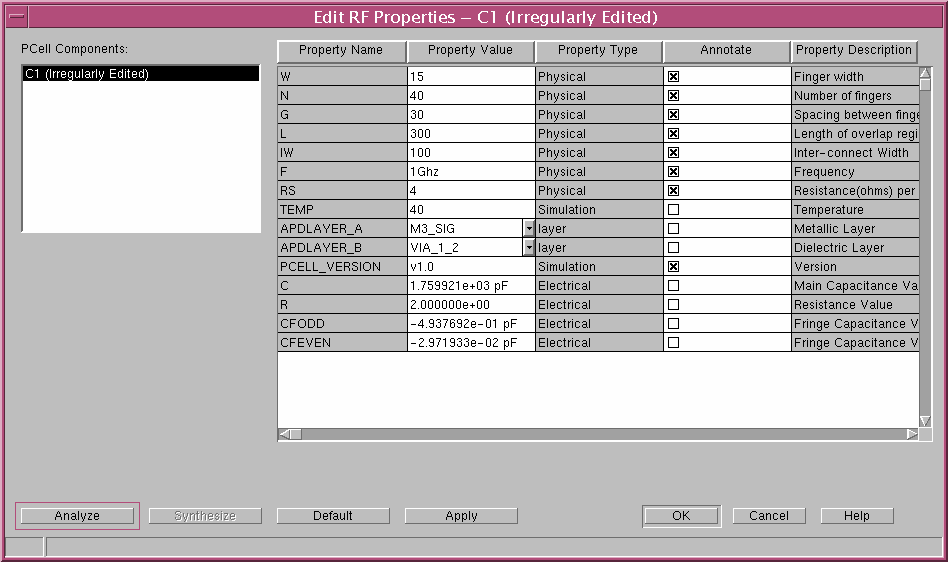 Edit RF Properties – C1 (Irregularly Edited)
PCell Components:
C1 (Irregularly Edited)
Property Name Property Value Property Type Annotate Property Description
W 15 Physical Finger width
N 40 Physical Number of fingers
G 30 Physical Spacing between finge
L 300 Physical Length of overlap regi
IW 100 Physical Inter-connect Width
F 1Ghz Physical Frequency
RS 4 Physical Resistance(ohms) per
TEMP 40 Simulation Temperature
APDLAYER_A M3_SIG layer Metallic Layer
APDLAYER_B VIA_1_2 layer Dielectric Layer
PCELL_VERSION v1.0 Simulation Version
C 1.759921e+03 pF Electrical Main Capacitance Va
R 2.000000e+00 Electrical Resistance Value
CFODD -4.937692e-01 pF Electrical Fringe Capacitance V
CFEVEN -2.971933e-02 pF Electrical Fringe Capacitance V
Analyze Synthesize Default Apply OK Cancel Help